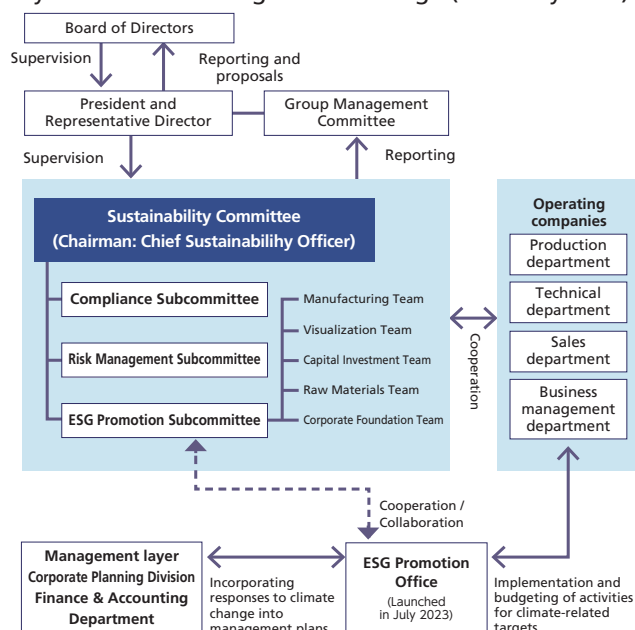 Board of Directors
Supervision
Reporting and
proposals
President and
Representative Director
Group Management
Committee
Supervision
Reporting
Sustainability Committee
(Chairman: Chief Sustainabilihy Officer)
Compliance Subcommittee
Risk Management Subcommittee
ESG Promotion Subcommittee
Manufacturing Team
Visualization Team
Capital Investment Team
Raw Materials Team
Corporate Foundation Team
Cooperation
Operating
companies
Production
department
Technical
department
Sales
department
Business
management
department
Cooperation /
Collaboration
Management layer
Corporate Planning Division
Finance & Accounting
Department
Incorporating
responses to climate
change into
management plans
ESG Promotion
Office
(Launched
in July 2023)
Implementation and
budgeting of activities
for climate-related
targets